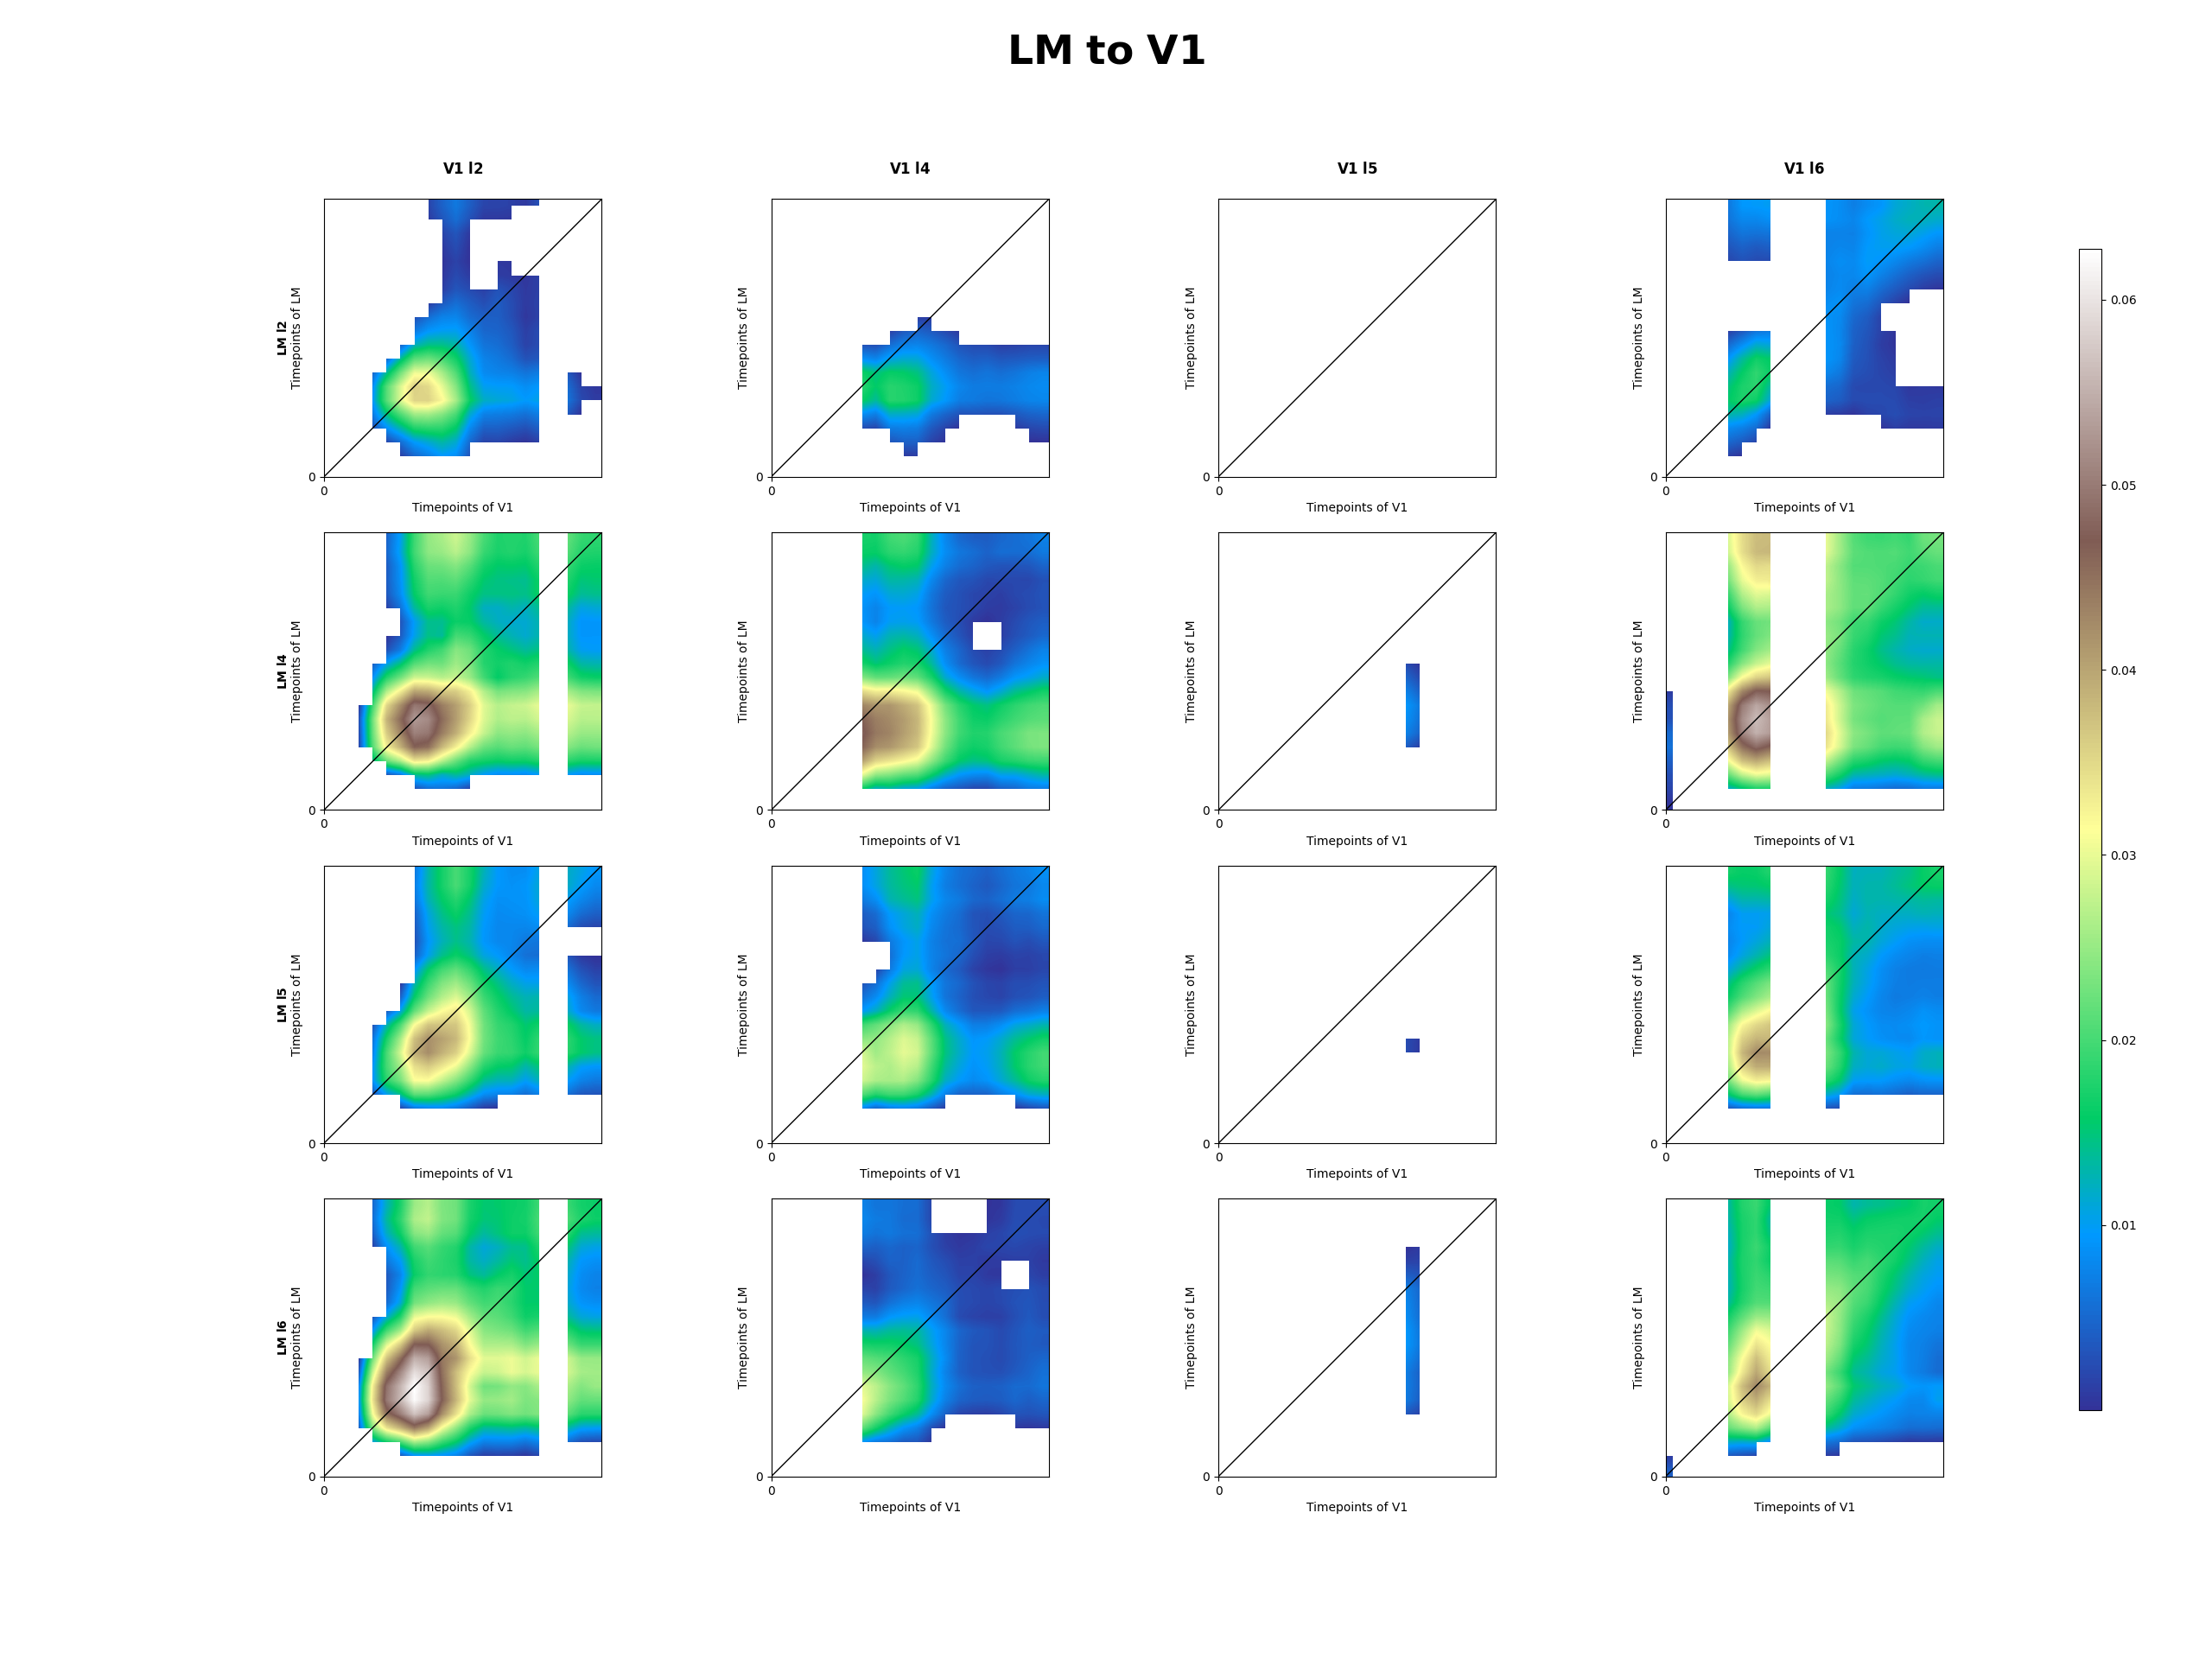 LM to V1
V1 l2
V1 l4
V1 l5
V1 l6
LM l2
Timepoints of LM
Timepoints of LM
Timepoints of LM
Timepoints of LM
0
0
0
0
0
0
0
0
Timepoints of V1
Timepoints of V1
Timepoints of V1
Timepoints of V1
LM l4
Timepoints of LM
Timepoints of LM
Timepoints of LM
Timepoints of LM
0
0
0
0
0
0
0
0
Timepoints of V1
Timepoints of V1
Timepoints of V1
Timepoints of V1
LM l5
Timepoints of LM
Timepoints of LM
Timepoints of LM
Timepoints of LM
0
0
0
0
0
0
0
0
Timepoints of V1
Timepoints of V1
Timepoints of V1
Timepoints of V1
LM l6
Timepoints of LM
Timepoints of LM
Timepoints of LM
Timepoints of LM
0
0
0
0
0
0
0
0
Timepoints of V1
Timepoints of V1
Timepoints of V1
Timepoints of V1
0.06
0.05
0.04
0.03
0.02
0.01